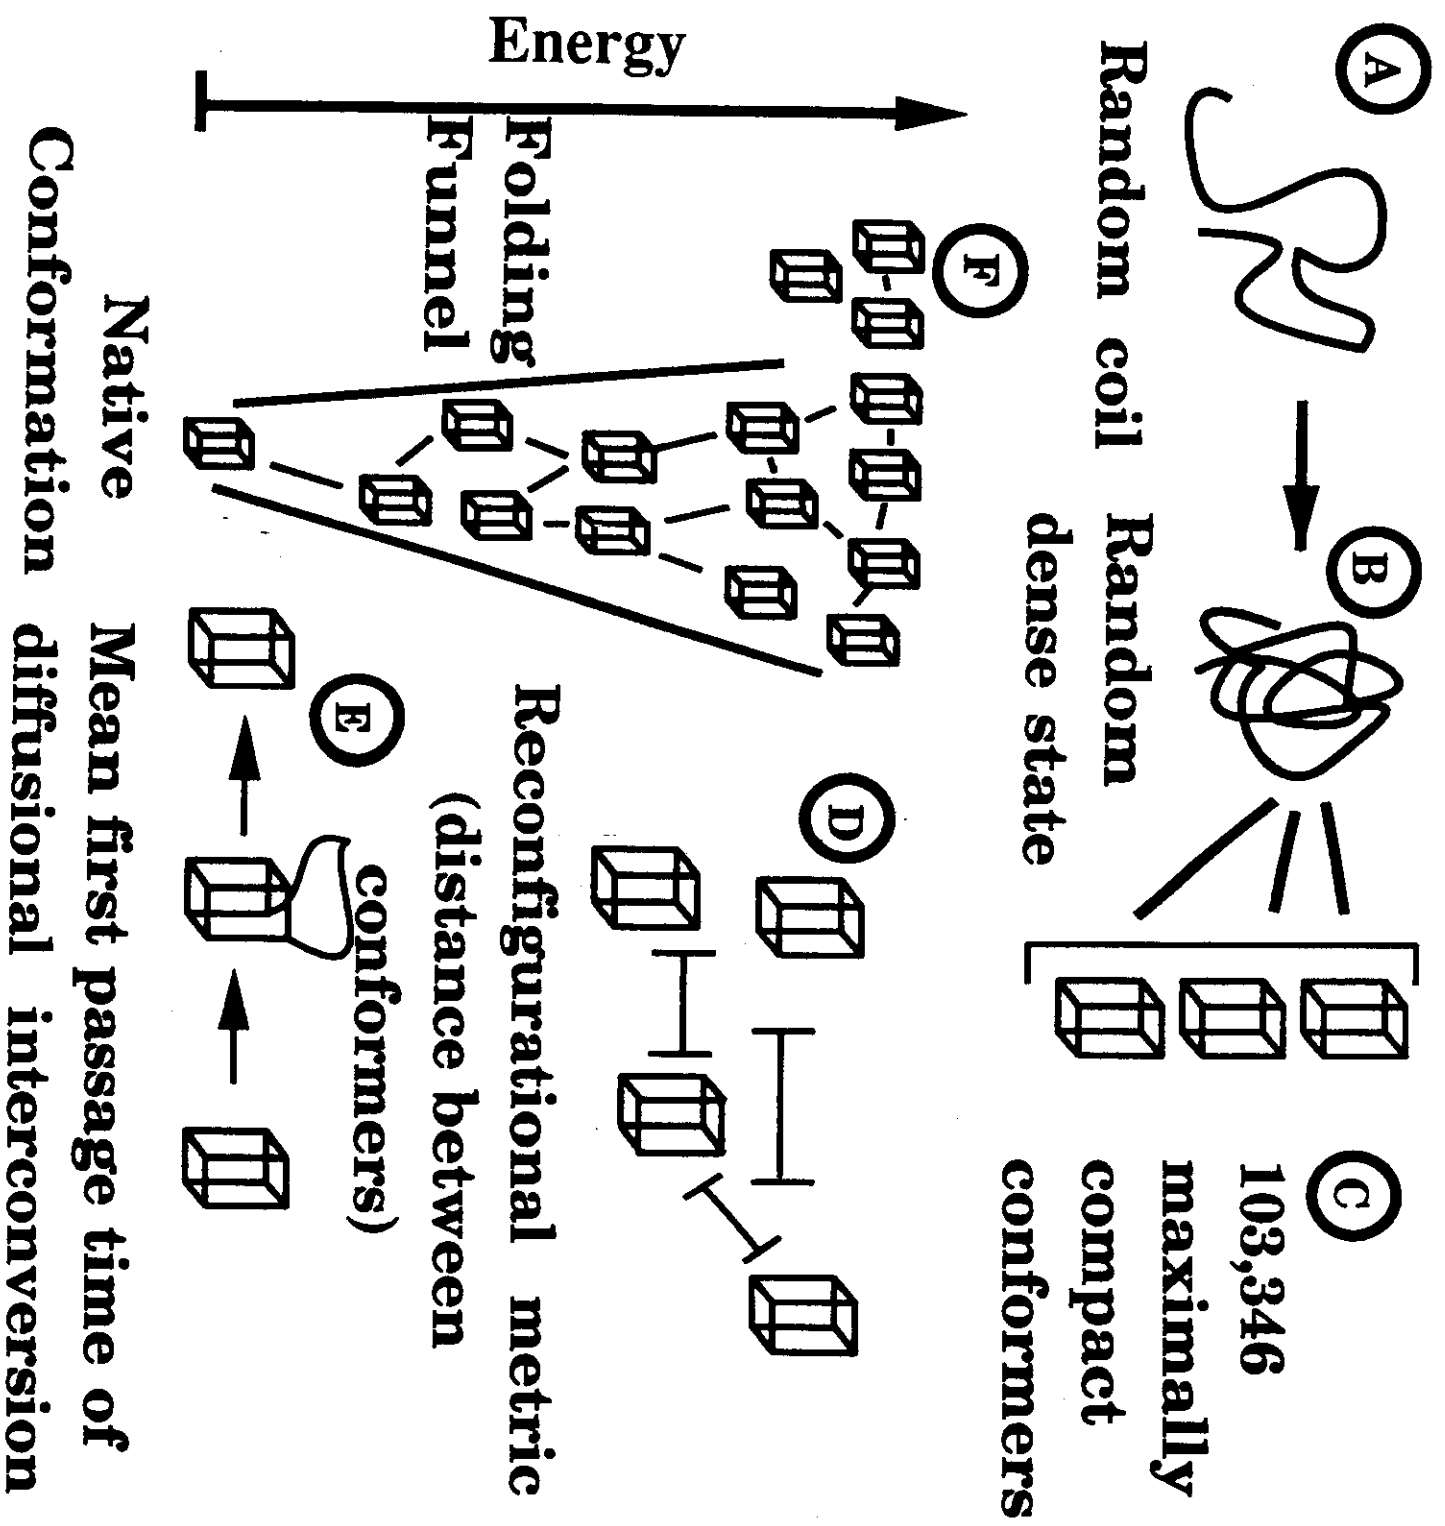 A
Random coil
B
Random
dense state
C
103,346
maximally
compact
conformers
D
Reconfigurational metric
(distance between
conformers)
E
Mean first passage time of
diffusional interconversion
F
Energy
Folding
Funnel
Native
Conformation